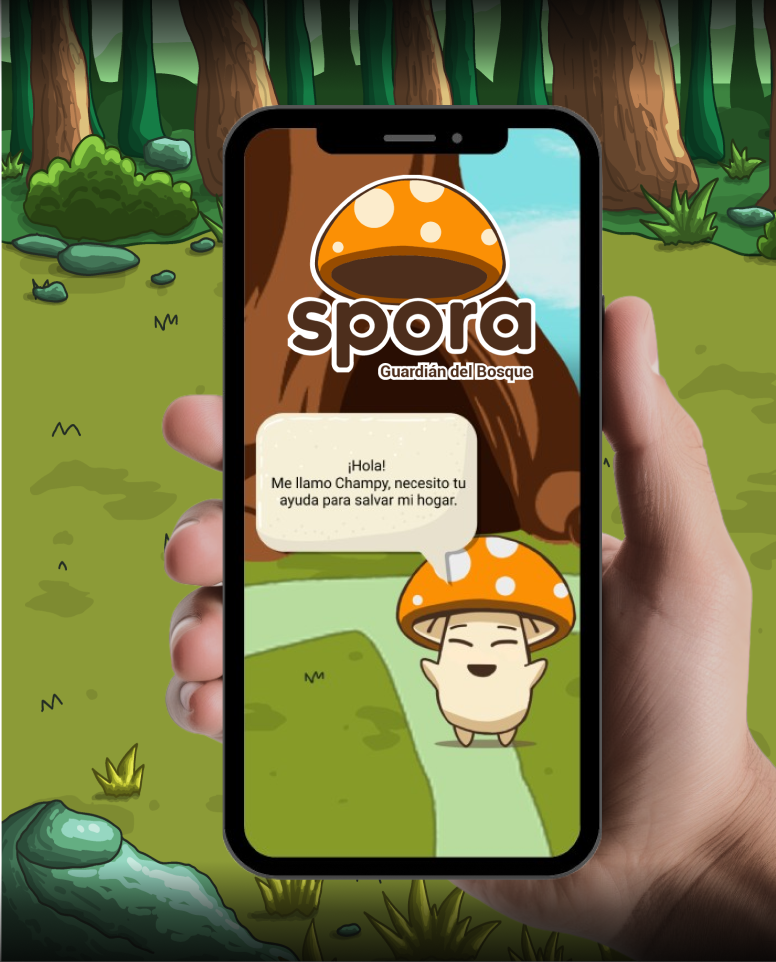 spora
Guardián del Bosque
¡Hola!
Me llamo Champy, necesito tu
ayuda para salvar mi hogar.